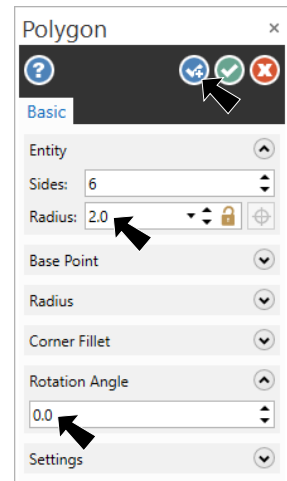 Polygon ×
?
Basic
Entity
Sides: 6
Radius: 2.0
Base Point
Radius
Corner Fillet
Rotation Angle
0.0
Settings